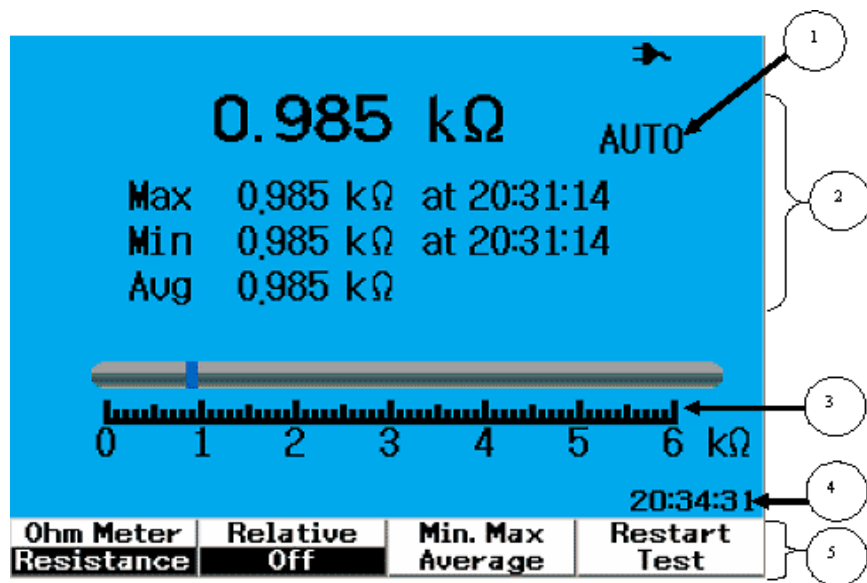 1
0.985 kΩ
AUTO
2
Max 0.985 kΩ at 20:31:14
Min 0.985 kΩ at 20:31:14
Avg 0.985 kΩ
3
0 1 2 3 4 5 6 kΩ
4
20:34:31
Ohm Meter Relative Min. Max Restart
Resistance Off Average Test
5